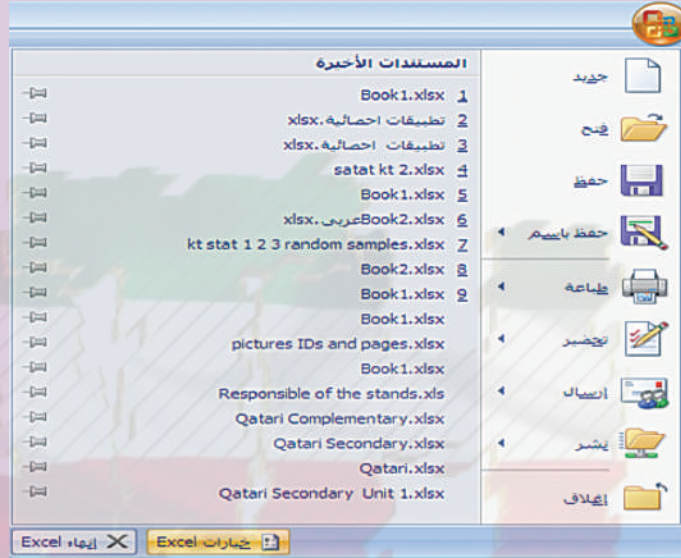 جديد
فتح
حفظ
حفظ باسم
طباعة
تحضير
إرسال
نشر
إغلاق
المستندات الأخيرة
1 Book1.xlsx
2 تطبيقات احصائية.xlsx
3 تطبيقات احصائية.xlsx
4 satat kt 2.xlsx
5 Book1.xlsx
6 Book2عربى.xlsx
7 kt stat 1 2 3 random samples.xlsx
8 Book2.xlsx
9 Book1.xlsx
Book1.xlsx
pictures IDs and pages.xlsx
Book1.xlsx
Responsible of the stands.xls
Qatari Complementary.xlsx
Qatari Secondary.xlsx
Qatari.xlsx
Qatari Secondary Unit 1.xlsx
خيارات Excel
إنهاء Excel